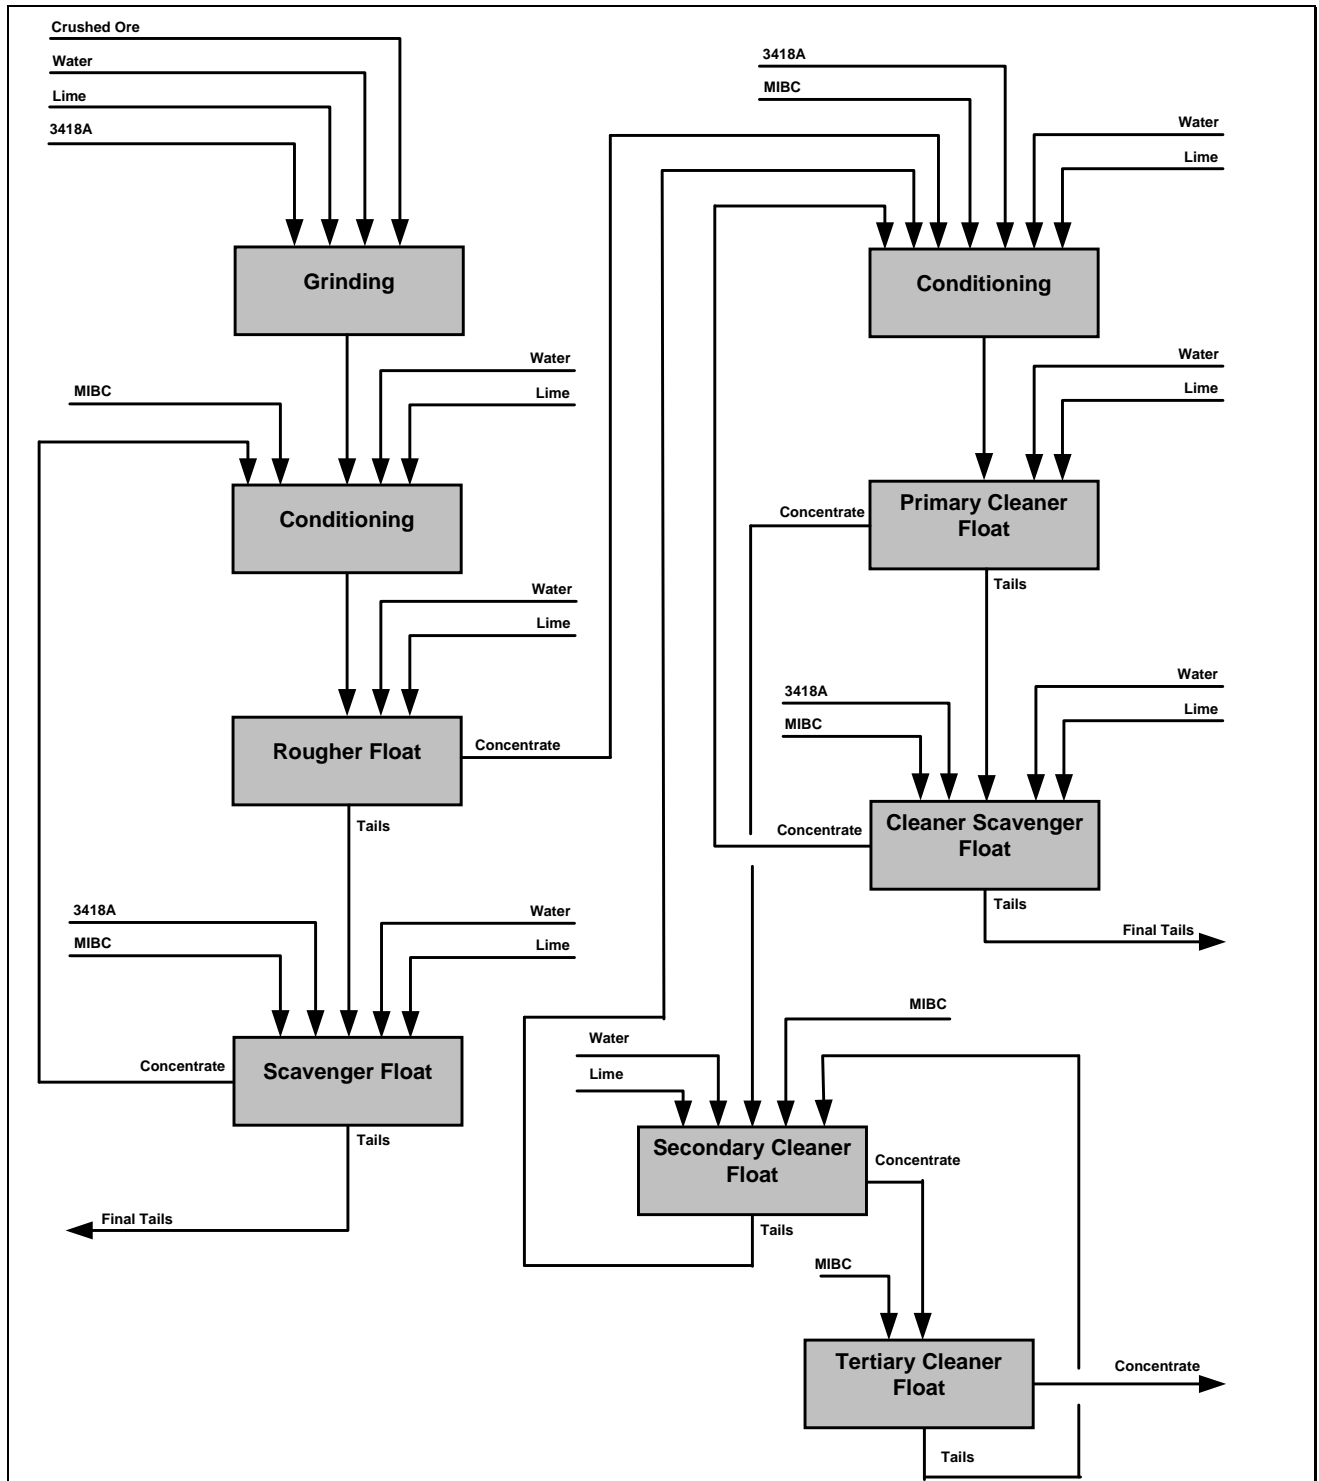 Crushed Ore
Water
Lime
3418A
Grinding
MIBC
Water
Lime
Conditioning
Water
Lime
Rougher Float
Concentrate
Tails
3418A
MIBC
Water
Lime
Concentrate
Scavenger Float
Tails
Final Tails
3418A
MIBC
Water
Lime
Conditioning
Water
Lime
Concentrate
Primary Cleaner
Float
Tails
3418A
MIBC
Water
Lime
Concentrate
Cleaner Scavenger
Float
Tails
Final Tails
MIBC
Water
Lime
Secondary Cleaner
Float
Concentrate
Tails
MIBC
Tertiary Cleaner
Float
Concentrate
Tails